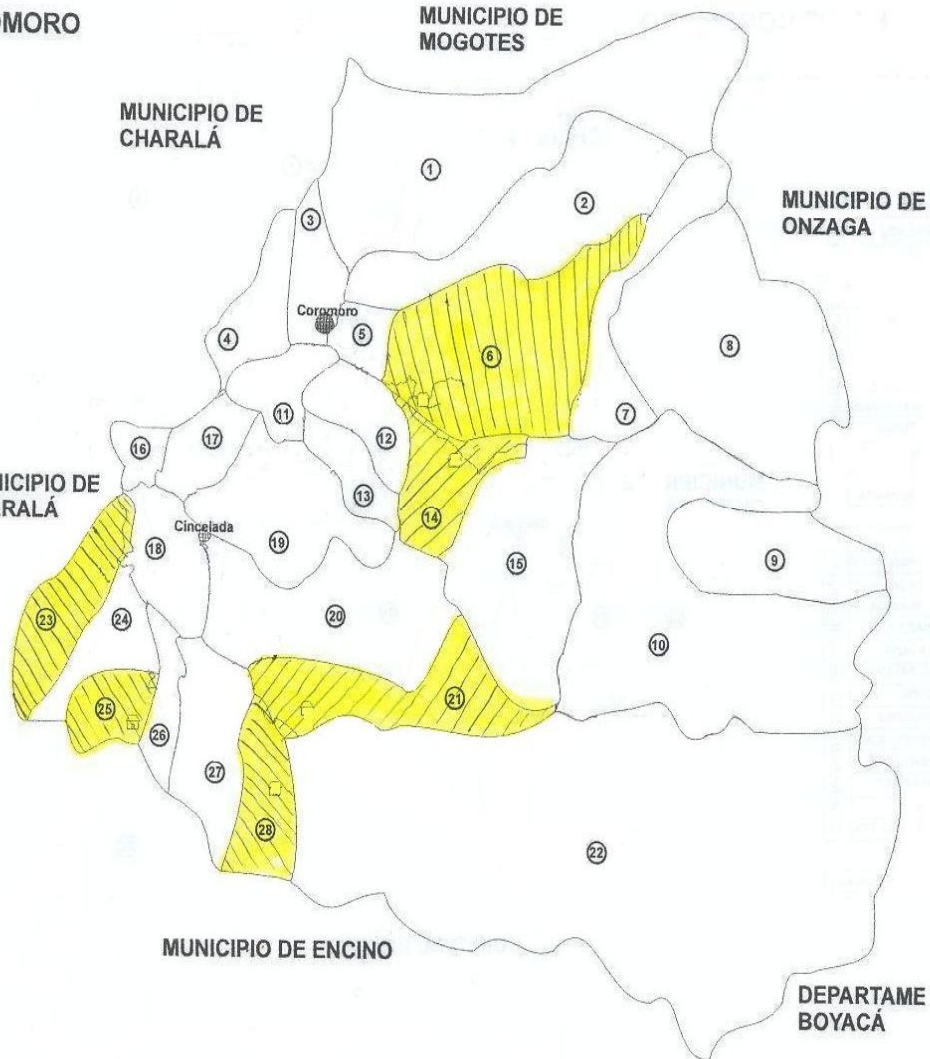 OMORO
MUNICIPIO DE
MOGOTES
MUNICIPIO DE
CHARALÁ
1
2
MUNICIPIO DE
ONZAGA
3
Coromoro
5
4
6
8
7
11
12
17
16
13
NICIPIO DE
RALÁ
14
Cincelada
18
19
15
9
23
24
20
10
21
25
26
27
28
22
MUNICIPIO DE ENCINO
DEPARTAME
BOYACÁ